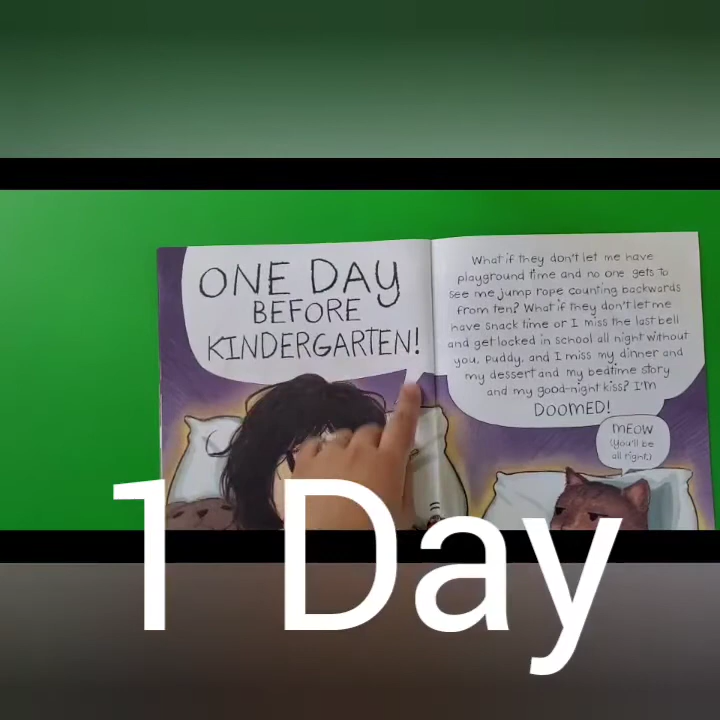 ONE DAY
BEFORE
KINDERGARTEN!
What if they don't let me have
playground time and no one gets to
see me jump rope counting backwards
from ten? What if they don't let me
have snack time or I miss the last bell
and get locked in school all night without
you, Puddy, and I miss my dinner and
my dessert and my bedtime story
and my good-night kiss? I'm
DOOMED!
MEOW
(You'll be
all right.)
1 Day